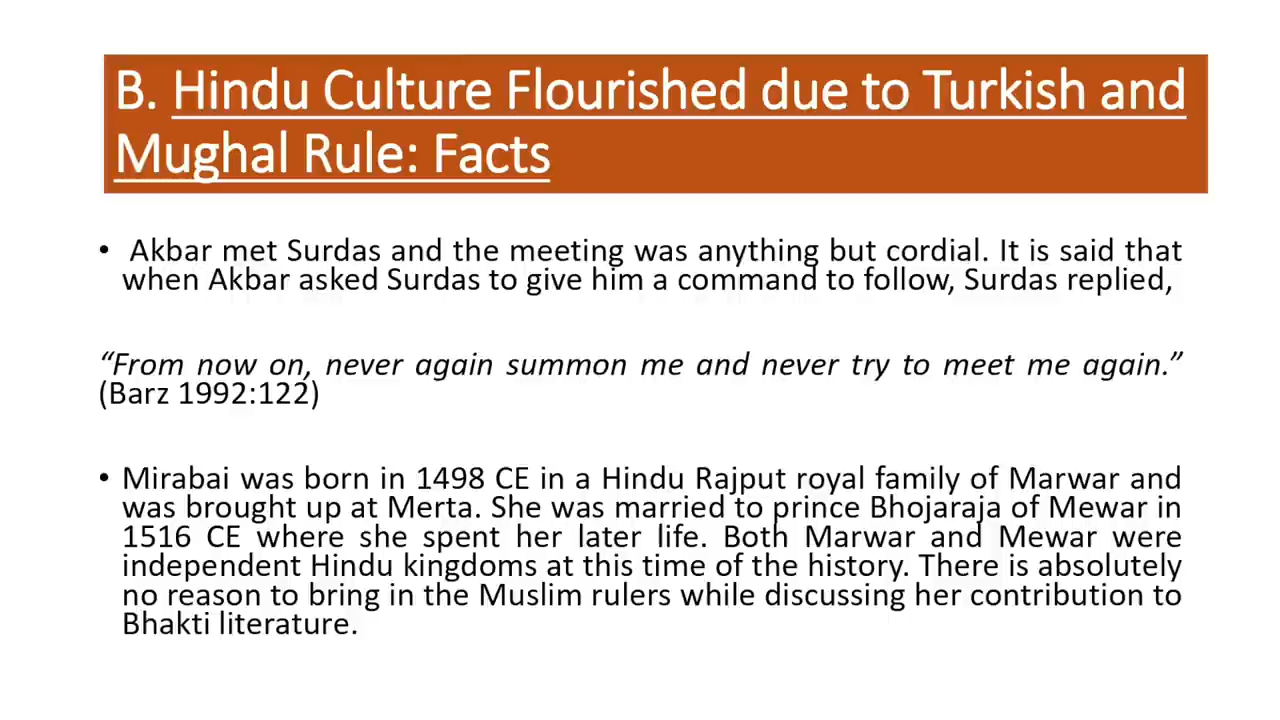 B. Hindu Culture Flourished due to Turkish and
Mughal Rule: Facts
• Akbar met Surdas and the meeting was anything but cordial. It is said that
when Akbar asked Surdas to give him a command to follow, Surdas replied,
“From now on, never again summon me and never try to meet me again.”
(Barz 1992:122)
• Mirabai was born in 1498 CE in a Hindu Rajput royal family of Marwar and
was brought up at Merta. She was married to prince Bhojaraja of Mewar in
1516 CE where she spent her later life. Both Marwar and Mewar were
independent Hindu kingdoms at this time of the history. There is absolutely
no reason to bring in the Muslim rulers while discussing her contribution to
Bhakti literature.